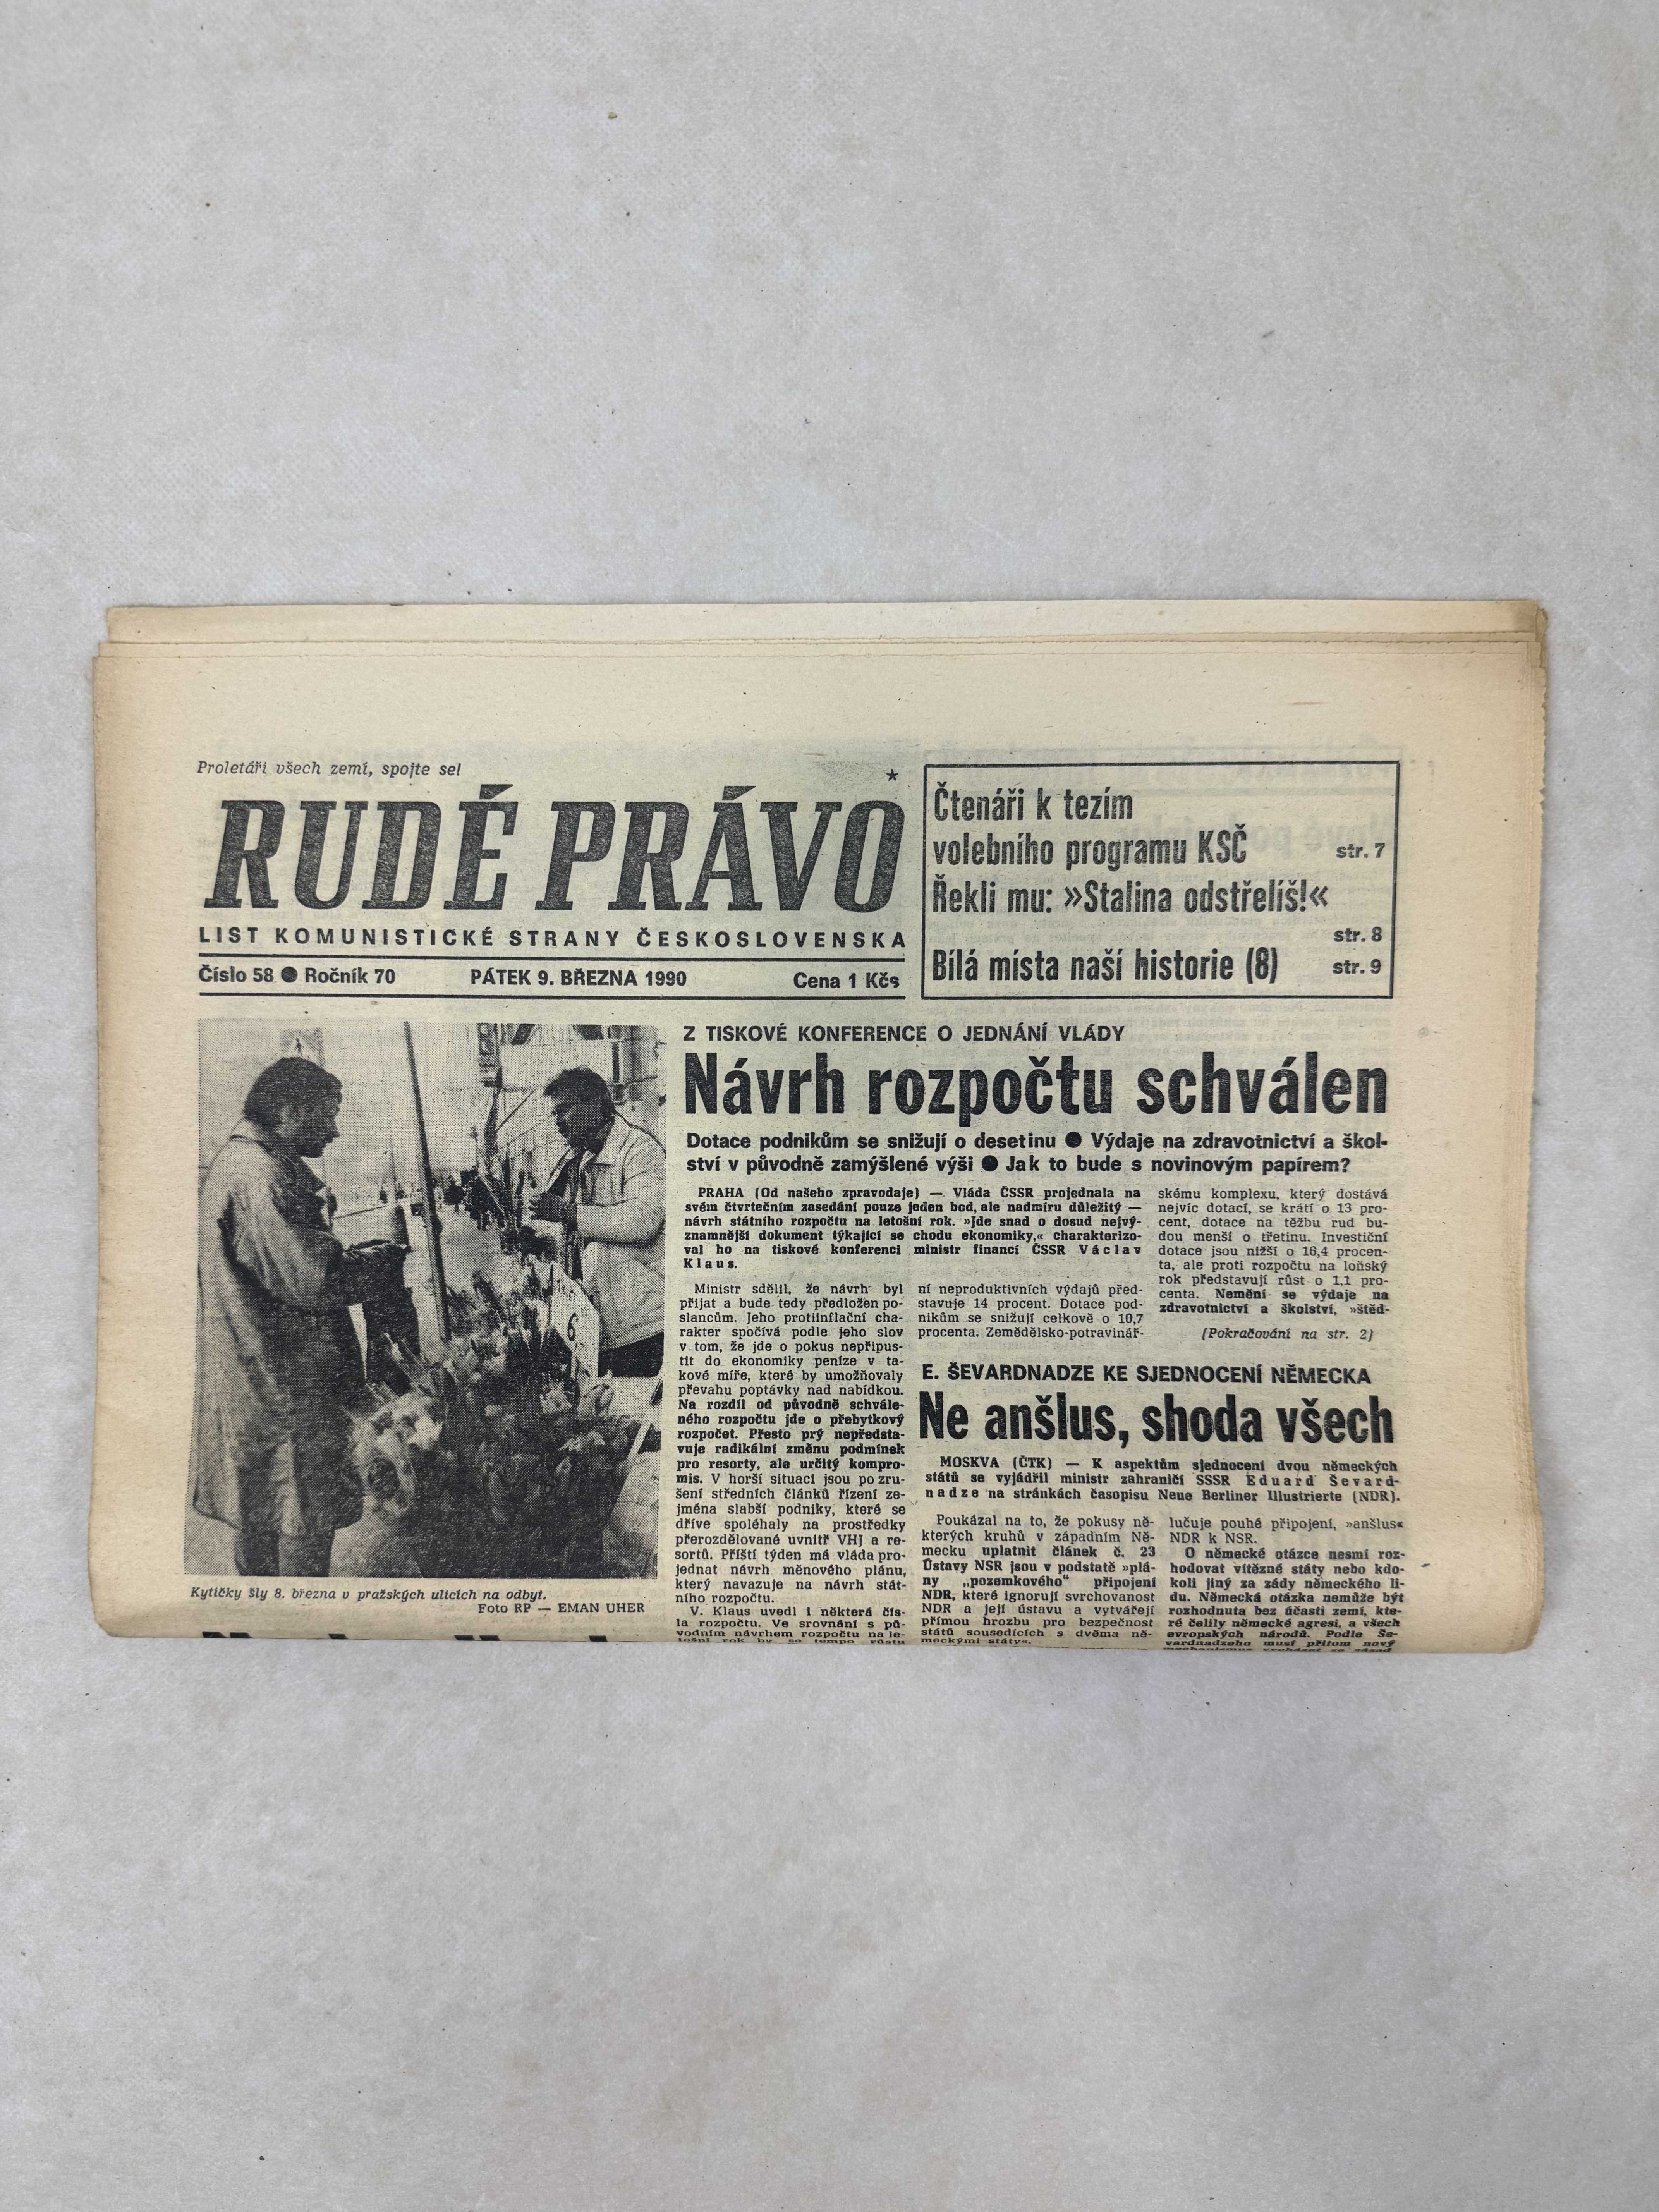 Proletáři všech zemí, spojte se!
RUDÉ PRÁVO
LIST KOMUNISTICKÉ STRANY ČESKOSLOVENSKA
Číslo 58 ● Ročník 70 PÁTEK 9. BŘEZNA 1990 Cena 1 Kčs
Čtenáři k tezím
volebního programu KSČ str. 7
Řekli mu: »Stalina odstřelíš!«
str. 8
Bílá místa naší historie (8) str. 9
Kytičky šly 8. března v pražských ulicích na odbyt.
Foto RP — EMAN UHER
Z TISKOVÉ KONFERENCE O JEDNÁNÍ VLÁDY
Návrh rozpočtu schválen
Dotace podnikům se snižují o desetinu ● Výdaje na zdravotnictví a škol-
ství v původně zamýšlené výši ● Jak to bude s novinovým papírem?
PRAHA (Od našeho zpravodaje) — Vláda ČSSR projednala na
svém čtvrtečním zasedání pouze jeden bod, ale nadmíru důležitý —
návrh státního rozpočtu na letošní rok. »Jde snad o dosud nejvý-
znamnější dokument týkající se chodu ekonomiky,« charakterizo-
val ho na tiskové konferenci ministr financí ČSSR Václav
Klaus.
Ministr sdělil, že návrh byl
přijat a bude tedy předložen po-
slancům. Jeho protiinflační cha-
rakter spočívá podle jeho slov
v tom, že jde o pokus nepřipus-
tit do ekonomiky peníze v ta-
kové míře, které by umožňovaly
převahu poptávky nad nabídkou.
Na rozdíl od původně schvále-
ného rozpočtu jde o přebytkový
rozpočet. Přesto prý nepředsta-
vuje radikální změnu podmínek
pro resorty, ale určitý kompro-
mis. V horší situaci jsou po zru-
šení středních článků řízení ze-
jména slabší podniky, které se
dříve spoléhaly na prostředky
přerozdělované uvnitř VHJ a re-
sortů. Příští týden má vláda pro-
jednat návrh měnového plánu,
který navazuje na návrh stát-
ního rozpočtu.
V. Klaus uvedl i některá čís-
la rozpočtu. Ve srovnání s pů-
vodním návrhem rozpočtu na le-
tošní rok by se tempo růstu
ní neproduktivních výdajů před-
stavuje 14 procent. Dotace pod-
nikům se snižují celkově o 10,7
procenta. Zemědělsko-potravinář-
skému komplexu, který dostává
nejvíc dotací, se krátí o 13 pro-
cent, dotace na těžbu rud bu-
dou menší o třetinu. Investiční
dotace jsou nižší o 16,4 procen-
ta, ale proti rozpočtu na loňský
rok představují růst o 1,1 pro-
centa. Nemění se výdaje na
zdravotnictví a školství, »štěd-
(Pokračování na str. 2)
E. ŠEVARDNADZE KE SJEDNOCENÍ NĚMECKA
Ne anšlus, shoda všech
MOSKVA (ČTK) — K aspektům sjednocení dvou německých
států se vyjádřil ministr zahraničí SSSR Eduard Ševard-
nadze na stránkách časopisu Neue Berliner Illustrierte (NDR).
Poukázal na to, že pokusy ně-
kterých kruhů v západním Ně-
mecku uplatnit článek č. 23
Ústavy NSR jsou v podstatě »plá-
ny „pozemkového“ připojení
NDR, které ignorují svrchovanost
NDR a její ústavu a vytvářejí
přímou hrozbu pro bezpečnost
států sousedících s dvěma ně-
meckými státy«.
lučuje pouhé připojení, »anšlus«
NDR k NSR.
O německé otázce nesmí roz-
hodovat vítězné státy nebo kdo-
koli jiný za zády německého li-
du. Německá otázka nemůže být
rozhodnuta bez účasti zemí, kte-
ré čelily německé agresi, a všech
evropských národů. Podle Še-
vardnadzeho musí přitom nový